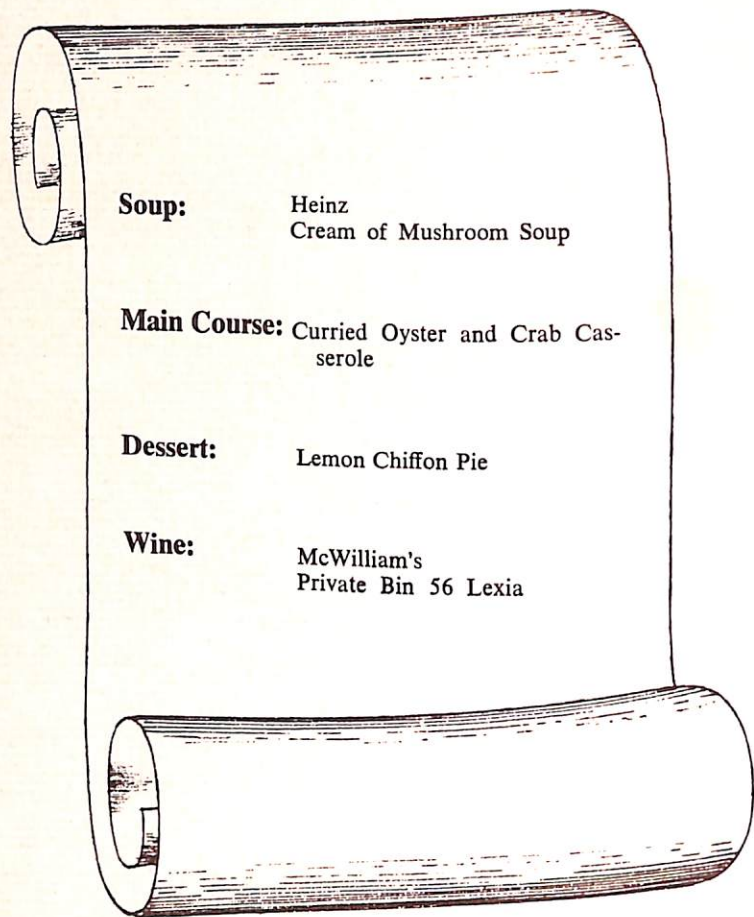 Soup: Heinz
Cream of Mushroom Soup
Main Course: Curried Oyster and Crab Cas-
serole
Dessert: Lemon Chiffon Pie
Wine: McWilliam's
Private Bin 56 Lexia